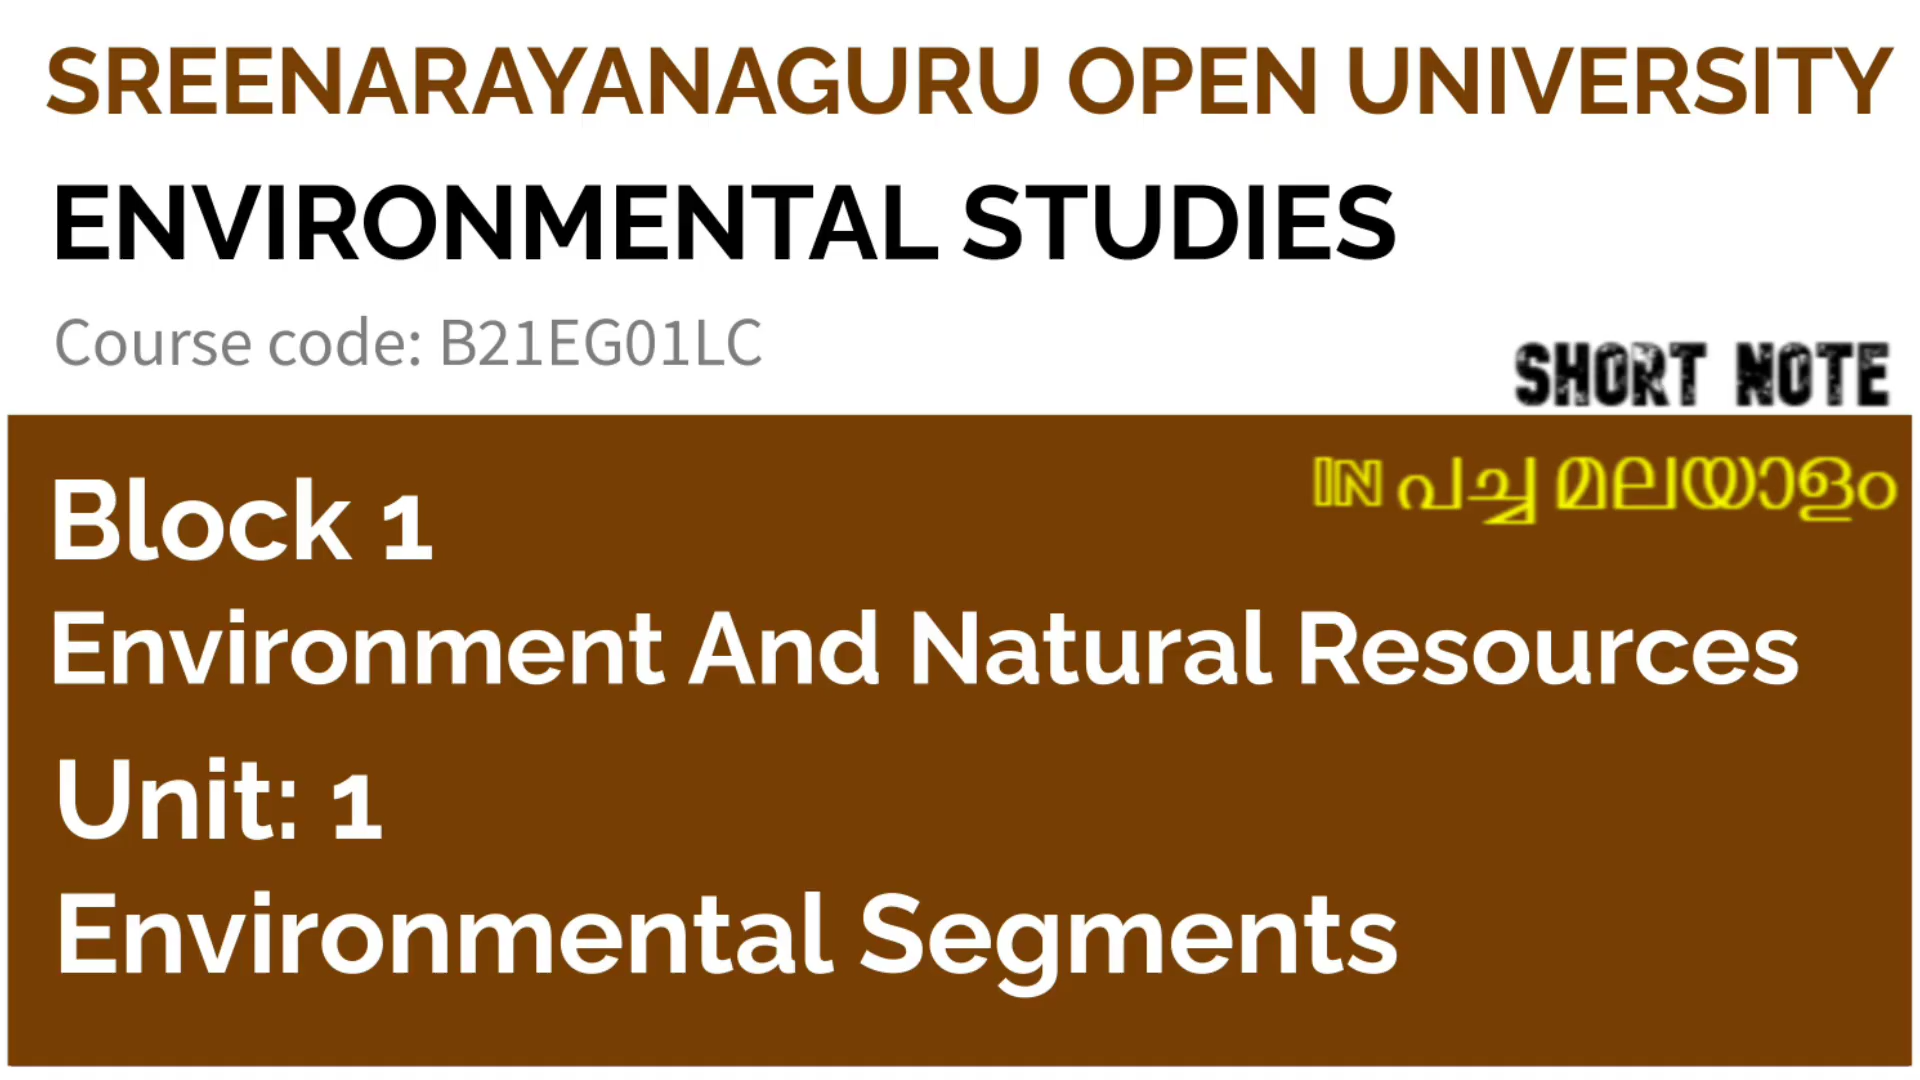 SREENARAYANAGURU OPEN UNIVERSITY
ENVIRONMENTAL STUDIES
Course code: B21EG01LC
SHORT NOTE
IN പച്ച മലയാളം
Block 1
Environment And Natural Resources
Unit: 1
Environmental Segments